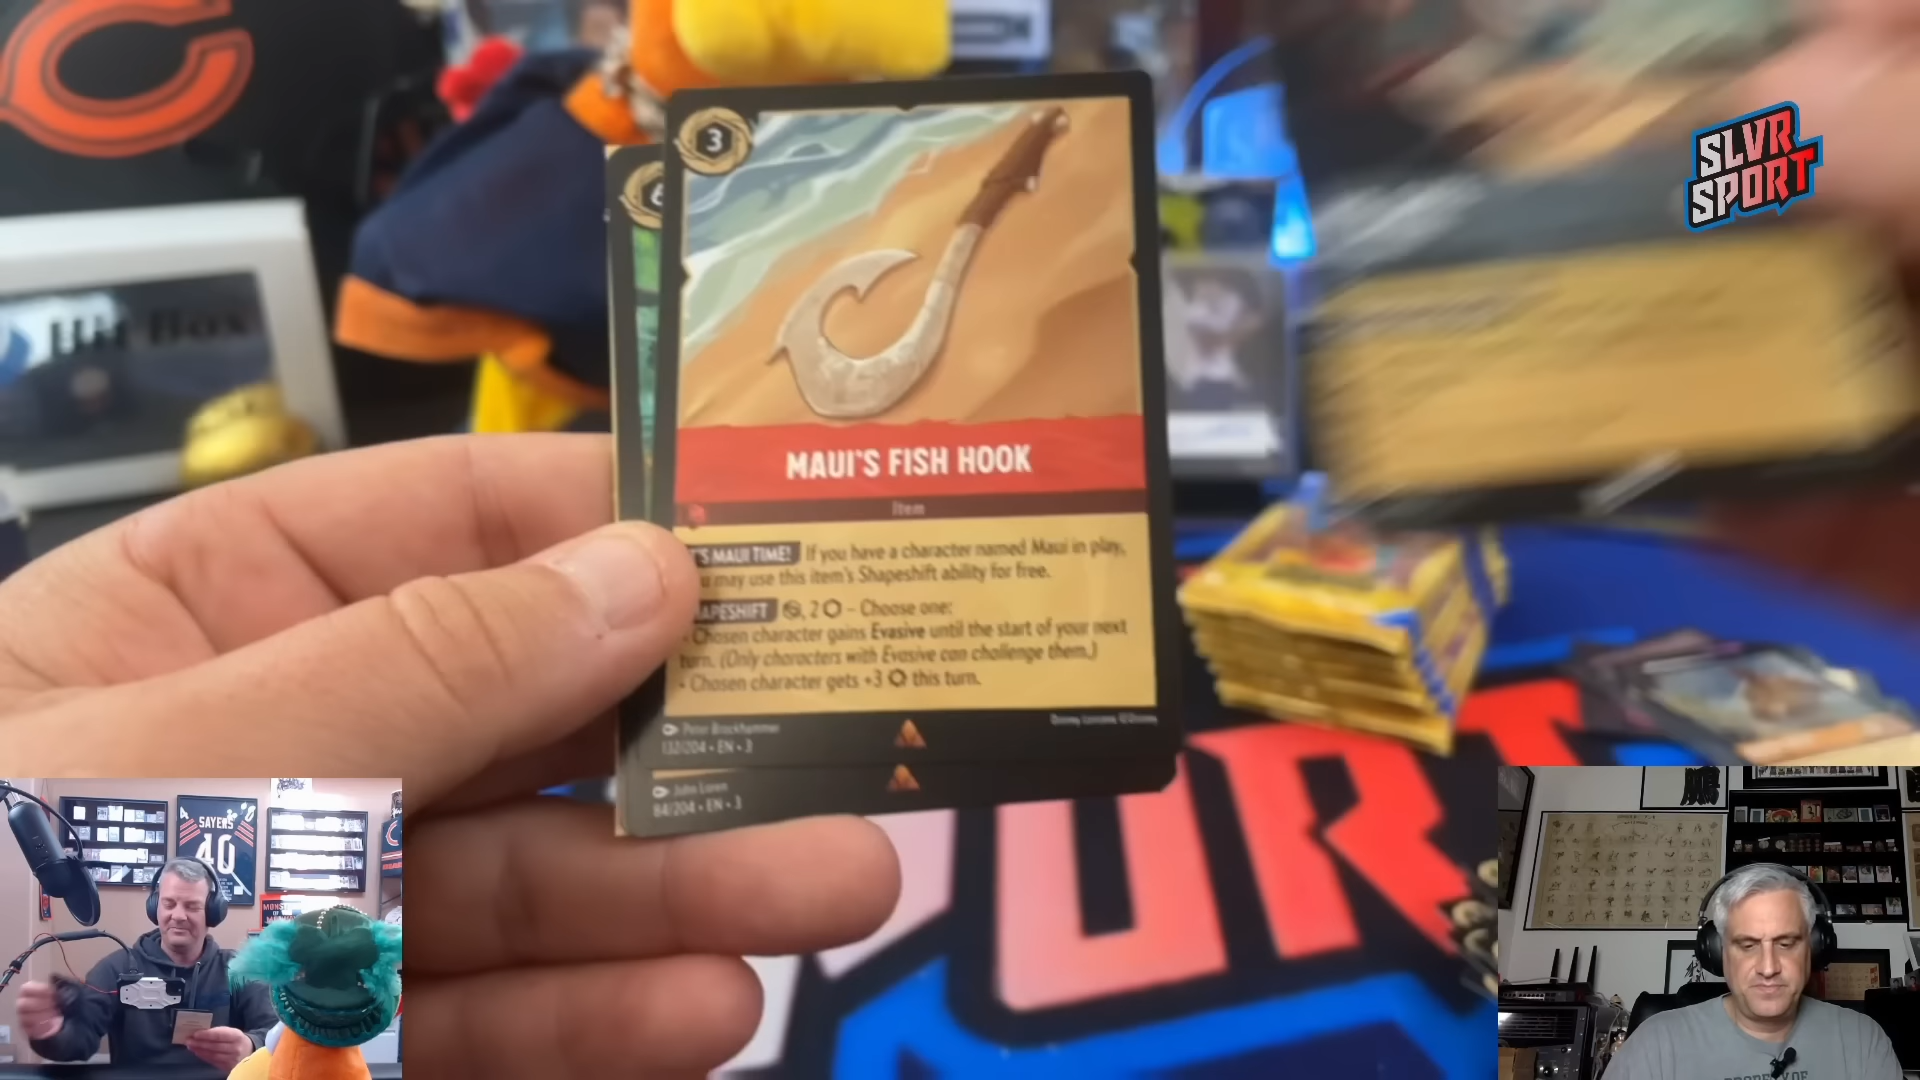 3
SLVR
SPORT
6
Hit Box
MAUI'S FISH HOOK
Item
'S MAUI TIME! If you have a character named Maui in play,
u may use this item's Shapeshift ability for free.
APESHIFT , 2 – Choose one:
• Chosen character gains Evasive until the start of your next
turn. (Only characters with Evasive can challenge them.)
• Chosen character gets +3 this turn.
Peter Brockhammer
132/204 • EN • 3
John Loren
84/204 • EN • 3
SAYERS
40